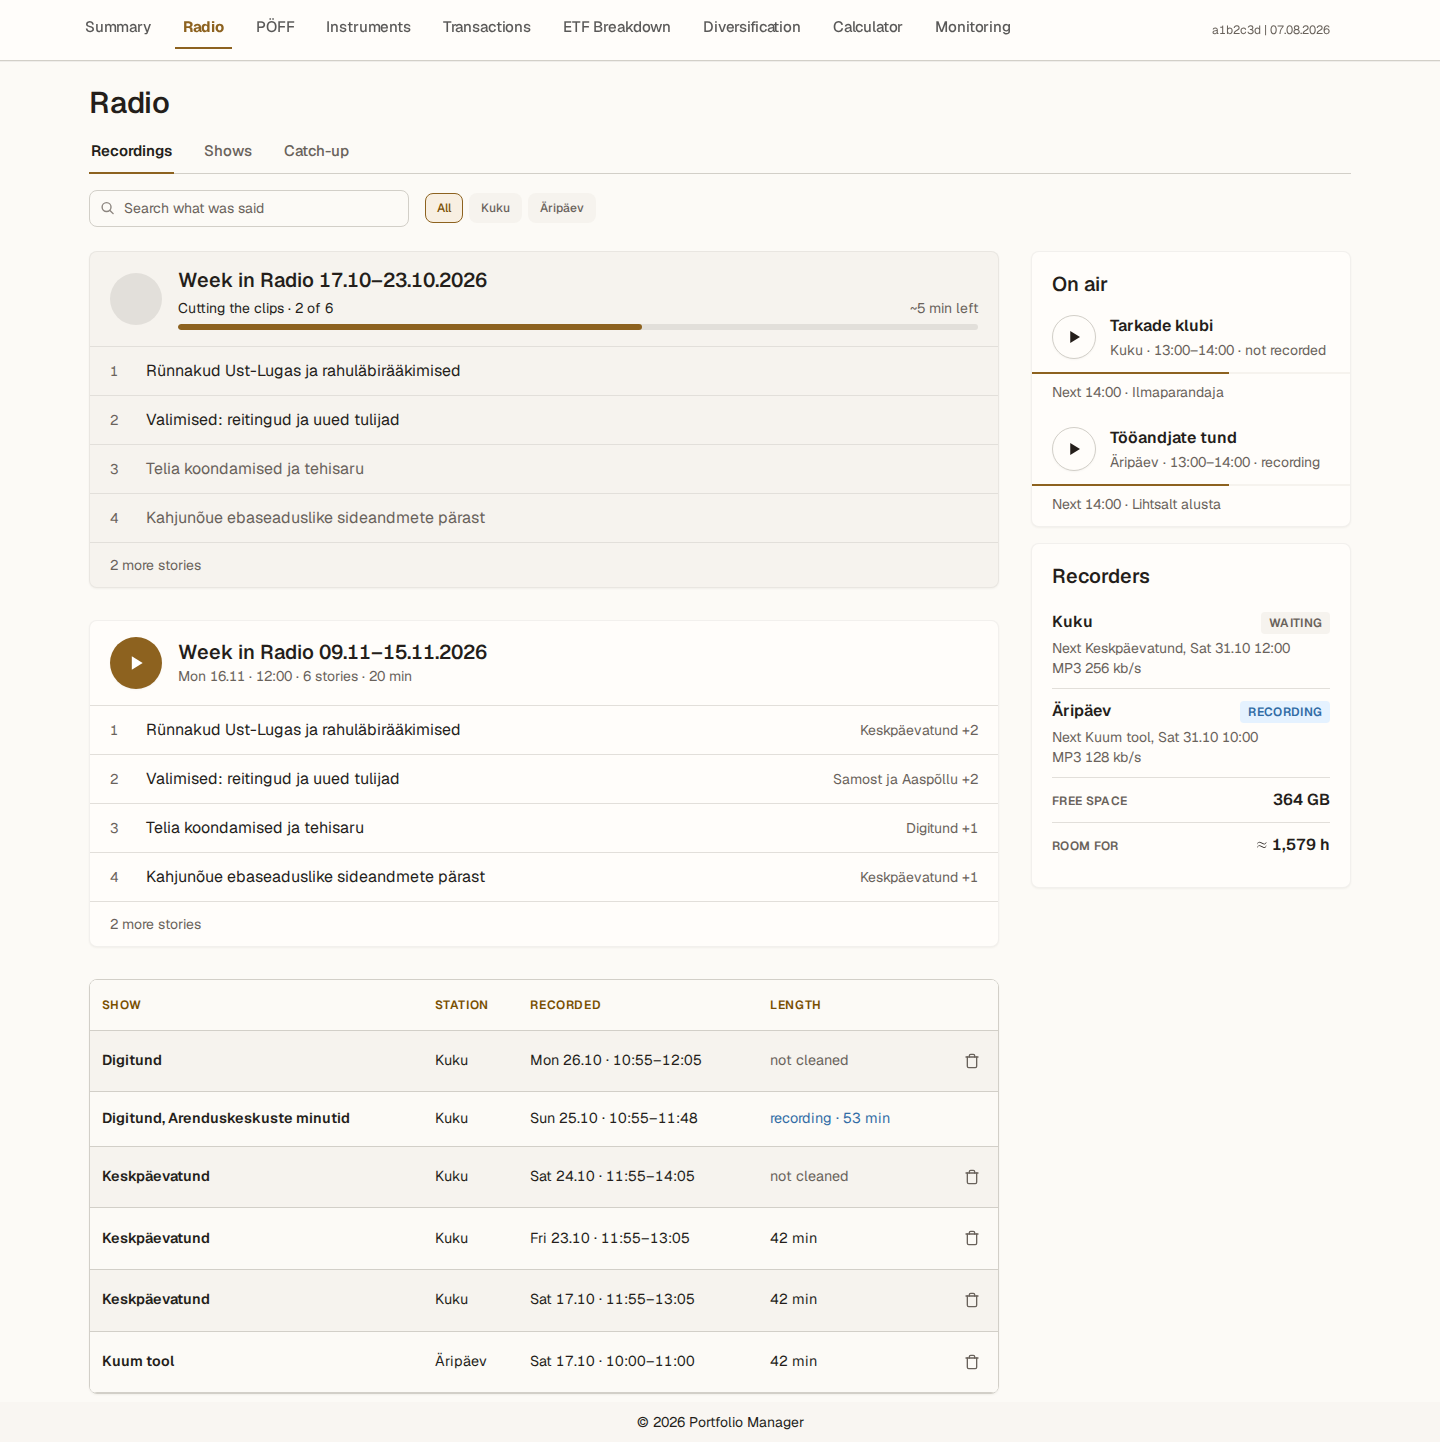 Summary Radio PÖFF Instruments Transactions ETF Breakdown Diversification Calculator Monitoring a1b2c3d | 07.08.2026
Radio
Recordings Shows Catch-up
Search what was said All Kuku Äripäev
Week in Radio 17.10–23.10.2026
Cutting the clips · 2 of 6 ~5 min left
1 Rünnakud Ust-Lugas ja rahuläbirääkimised
2 Valimised: reitingud ja uued tulijad
3 Telia koondamised ja tehisaru
4 Kahjunõue ebaseaduslike sideandmete pärast
2 more stories
Week in Radio 09.11–15.11.2026
Mon 16.11 · 12:00 · 6 stories · 20 min
1 Rünnakud Ust-Lugas ja rahuläbirääkimised Keskpäevatund +2
2 Valimised: reitingud ja uued tulijad Samost ja Aaspõllu +2
3 Telia koondamised ja tehisaru Digitund +1
4 Kahjunõue ebaseaduslike sideandmete pärast Keskpäevatund +1
2 more stories
SHOW STATION RECORDED LENGTH
Digitund Kuku Mon 26.10 · 10:55–12:05 not cleaned
Digitund, Arenduskeskuste minutid Kuku Sun 25.10 · 10:55–11:48 recording · 53 min
Keskpäevatund Kuku Sat 24.10 · 11:55–14:05 not cleaned
Keskpäevatund Kuku Fri 23.10 · 11:55–13:05 42 min
Keskpäevatund Kuku Sat 17.10 · 11:55–13:05 42 min
Kuum tool Äripäev Sat 17.10 · 10:00–11:00 42 min
On air
Tarkade klubi
Kuku · 13:00–14:00 · not recorded
Next 14:00 · Ilmaparandaja
Tööandjate tund
Äripäev · 13:00–14:00 · recording
Next 14:00 · Lihtsalt alusta
Recorders
Kuku WAITING
Next Keskpäevatund, Sat 31.10 12:00
MP3 256 kb/s
Äripäev RECORDING
Next Kuum tool, Sat 31.10 10:00
MP3 128 kb/s
FREE SPACE 364 GB
ROOM FOR ≈ 1,579 h
© 2026 Portfolio Manager